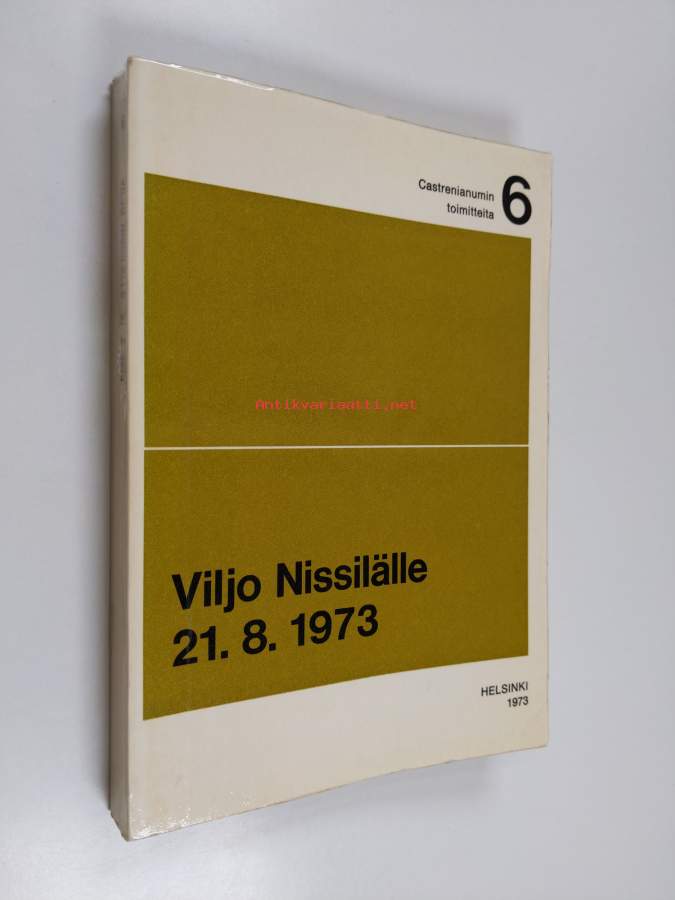 Castrenianumin
toimitteita
6
Antikvariaatti.net
Viljo Nissilälle
21. 8. 1973
HELSINKI
1973